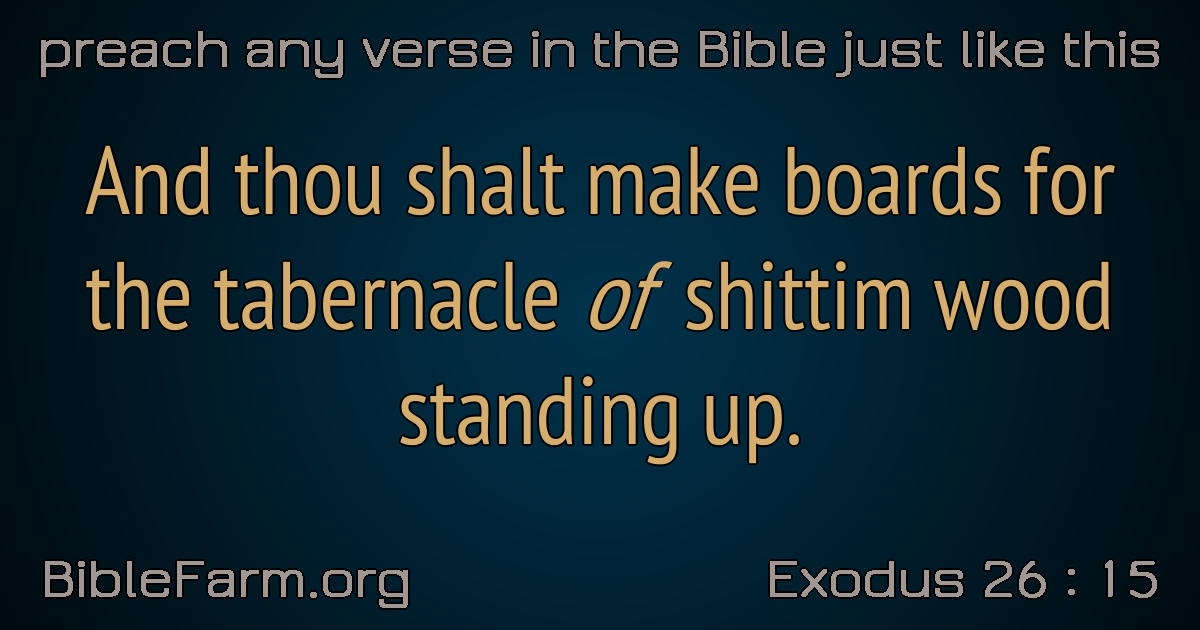 preach any verse in the Bible just like this
And thou shalt make boards for
the tabernacle of shittim wood
standing up.
BibleFarm.org
Exodus 26 : 15